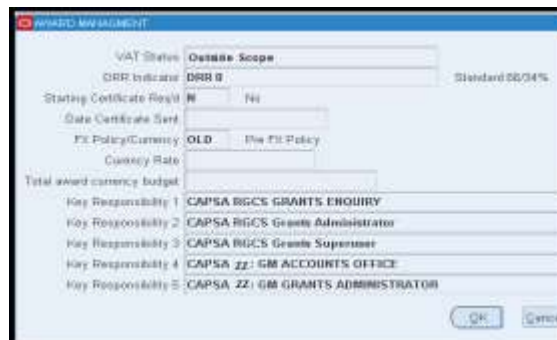 AWARD MANAGMENT
VAT Status Outside Scope
DRR Indicator DRR 0 Standard 66/34%
Starting Certificate Req'd N No
Date Certificate Sent
FX Policy/Currency OLD Pre FX Policy
Currency Rate
Total award currency budget
Key Responsibility 1 CAPSA RGCS GRANTS ENQUIRY
Key Responsibility 2 CAPSA RGCS Grants Administrator
Key Responsibility 3 CAPSA RGCS Grants Superuser
Key Responsibility 4 CAPSA ZZ: GM ACCOUNTS OFFICE
Key Responsibility 5 CAPSA ZZ: GM GRANTS ADMINISTRATOR
OK Cance